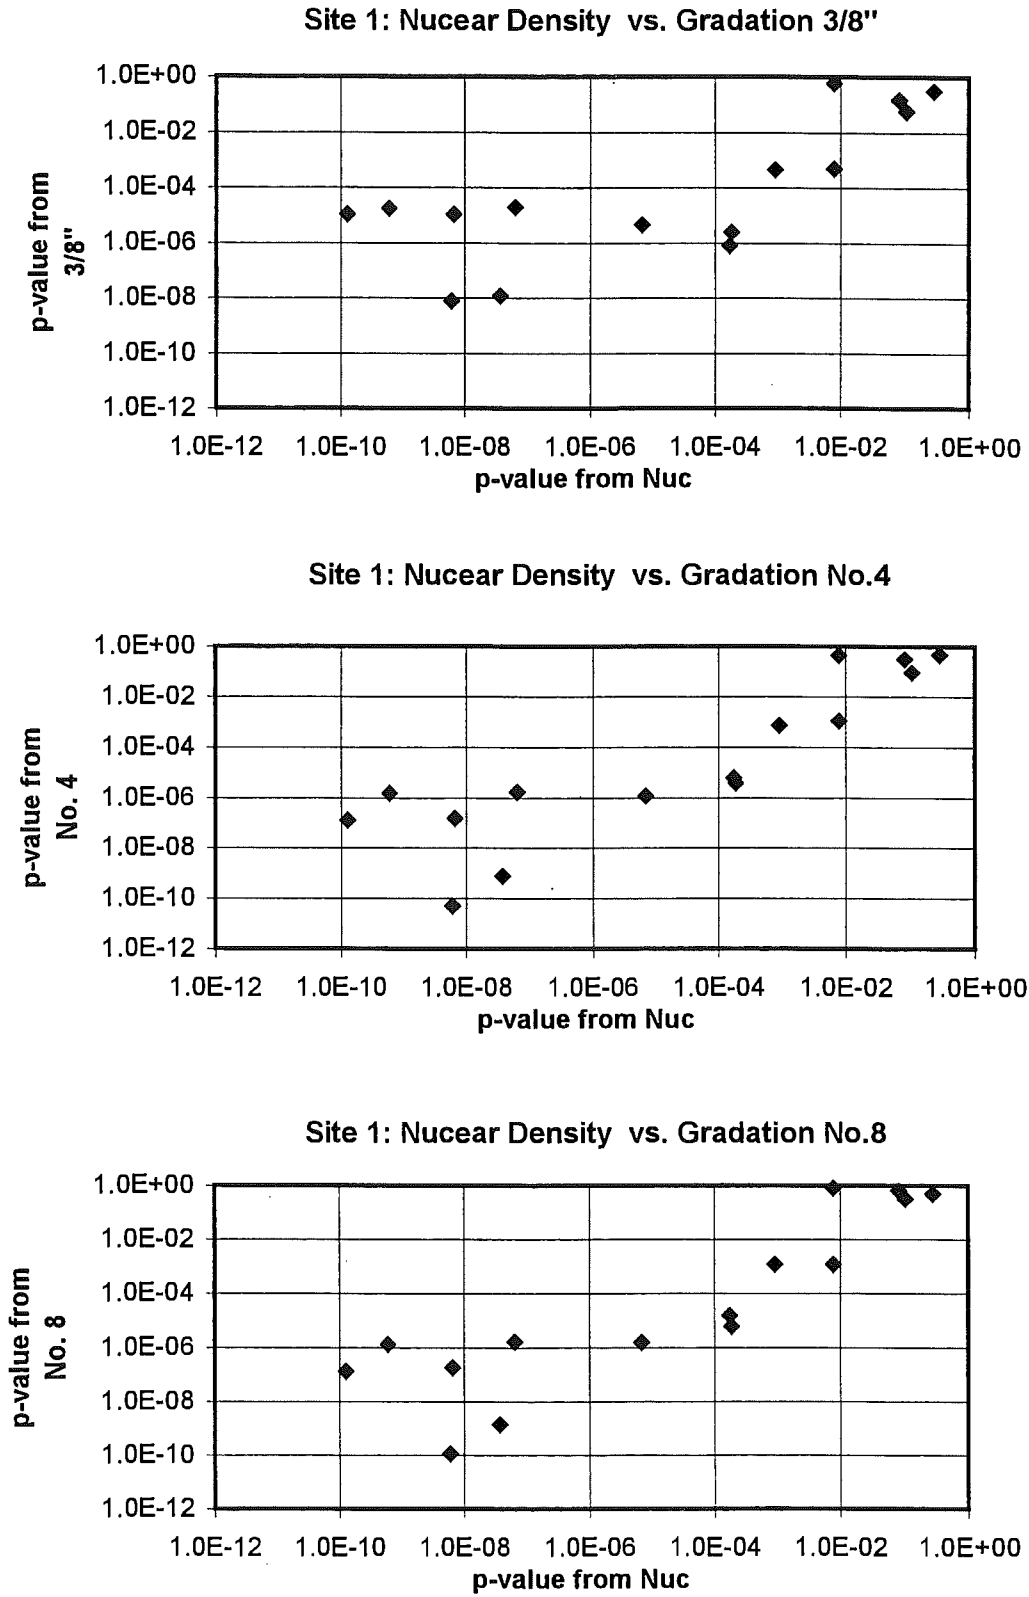 Site 1: Nucear Density vs. Gradation 3/8"
1.0E+00
1.0E-02
1.0E-04
1.0E-06
1.0E-08
1.0E-10
1.0E-12
p-value from
3/8"
1.0E-12 1.0E-10 1.0E-08 1.0E-06 1.0E-04 1.0E-02 1.0E+00
p-value from Nuc
Site 1: Nucear Density vs. Gradation No.4
1.0E+00
1.0E-02
1.0E-04
1.0E-06
1.0E-08
1.0E-10
1.0E-12
p-value from
No. 4
1.0E-12 1.0E-10 1.0E-08 1.0E-06 1.0E-04 1.0E-02 1.0E+00
p-value from Nuc
Site 1: Nucear Density vs. Gradation No.8
1.0E+00
1.0E-02
1.0E-04
1.0E-06
1.0E-08
1.0E-10
1.0E-12
p-value from
No. 8
1.0E-12 1.0E-10 1.0E-08 1.0E-06 1.0E-04 1.0E-02 1.0E+00
p-value from Nuc